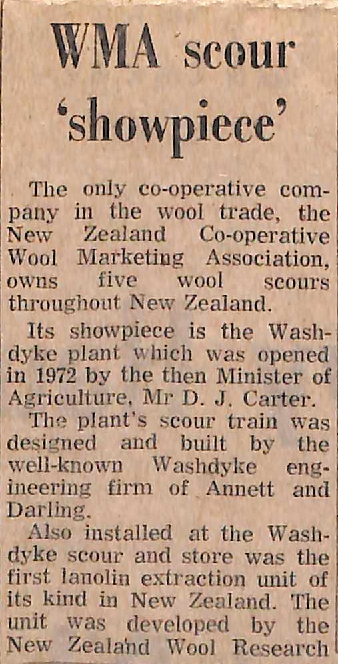 WMA scour
‘showpiece’
The only co-operative com-
pany in the wool trade, the
New Zealand Co-operative
Wool Marketing Association,
owns five wool scours
throughout New Zealand.
Its showpiece is the Wash-
dyke plant which was opened
in 1972 by the then Minister of
Agriculture, Mr D. J. Carter.
The plant's scour train was
designed and built by the
well-known Washdyke eng-
ineering firm of Annett and
Darling.
Also installed at the Wash-
dyke scour and store was the
first lanolin extraction unit of
its kind in New Zealand. The
unit was developed by the
New Zealand Wool Research